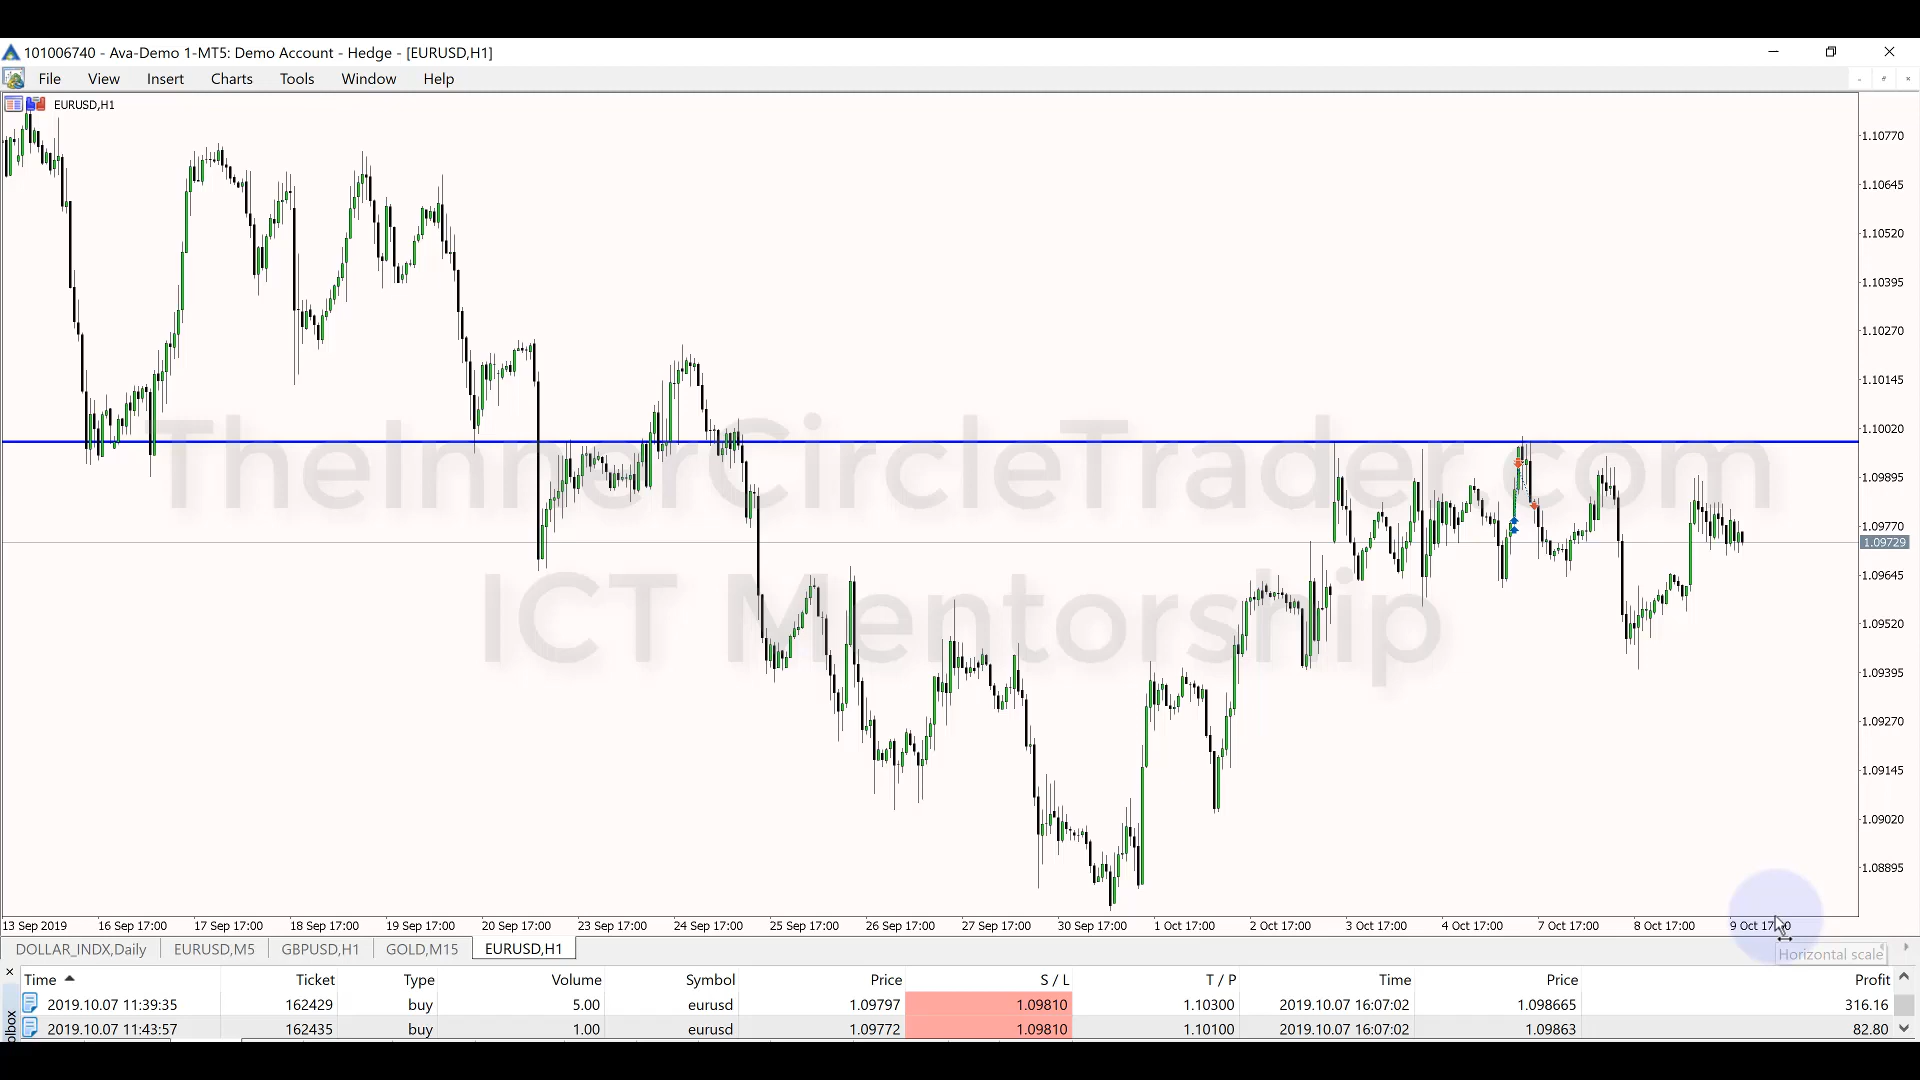 101006740 - Ava-Demo 1-MT5: Demo Account - Hedge - [EURUSD,H1]
File View Insert Charts Tools Window Help
EURUSD,H1
1.10770
1.10645
1.10520
1.10395
1.10270
1.10145
1.10020
1.09895
1.09770
1.09729
1.09645
1.09520
1.09395
1.09270
1.09145
1.09020
1.08895
TheInnerCircleTrader.com
ICT Mentorship
13 Sep 2019 16 Sep 17:00 17 Sep 17:00 18 Sep 17:00 19 Sep 17:00 20 Sep 17:00 23 Sep 17:00 24 Sep 17:00 25 Sep 17:00 26 Sep 17:00 27 Sep 17:00 30 Sep 17:00 1 Oct 17:00 2 Oct 17:00 3 Oct 17:00 4 Oct 17:00 7 Oct 17:00 8 Oct 17:00 9 Oct 17:00
DOLLAR_INDX,Daily EURUSD,M5 GBPUSD,H1 GOLD,M15 EURUSD,H1
Horizontal scale
Time Ticket Type Volume Symbol Price S / L T / P Time Price Profit
2019.10.07 11:39:35 162429 buy 5.00 eurusd 1.09797 1.09810 1.10300 2019.10.07 16:07:02 1.098665 316.16
2019.10.07 11:43:57 162435 buy 1.00 eurusd 1.09772 1.09810 1.10100 2019.10.07 16:07:02 1.09863 82.80